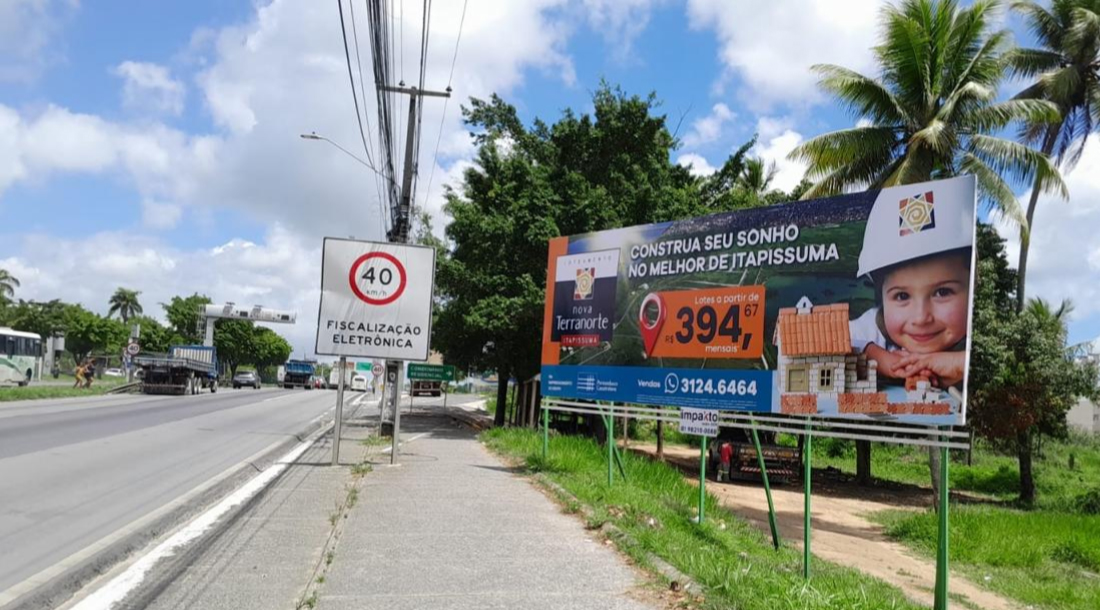 40
km/h
FISCALIZAÇÃO
ELETRÔNICA
CONSTRUA SEU SONHO
NO MELHOR DE ITAPISSUMA
nova
Terranorte
ITAPISSUMA
Lotes a partir de
R$ 394,67
mensais*
Vendas 3124.6464
impakto